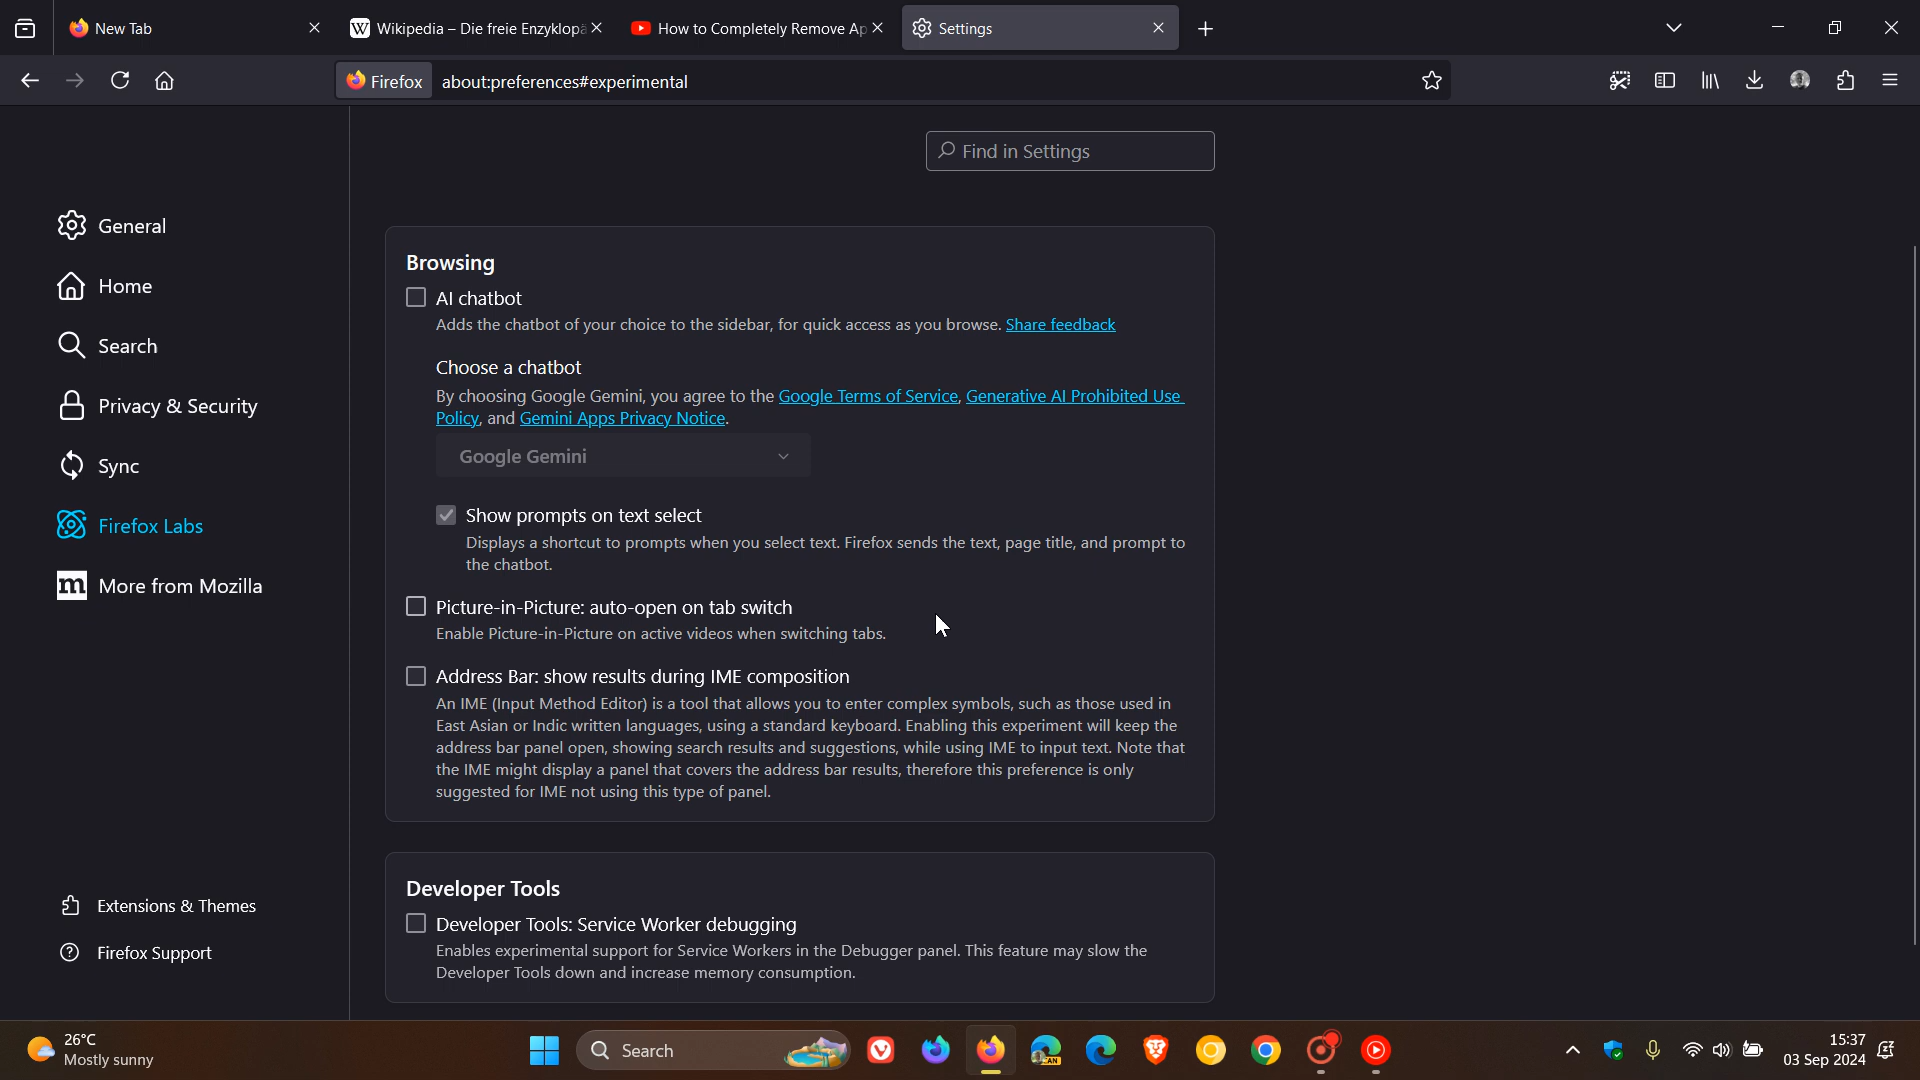 New Tab
Wikipedia – Die freie Enzyklopä
How to Completely Remove Ap
Settings
Firefox
about:preferences#experimental
Find in Settings
General
Home
Search
Privacy & Security
Sync
Firefox Labs
More from Mozilla
Extensions & Themes
Firefox Support
Browsing
AI chatbot
Adds the chatbot of your choice to the sidebar, for quick access as you browse. Share feedback
Choose a chatbot
By choosing Google Gemini, you agree to the Google Terms of Service, Generative AI Prohibited Use
Policy, and Gemini Apps Privacy Notice.
Google Gemini
Show prompts on text select
Displays a shortcut to prompts when you select text. Firefox sends the text, page title, and prompt to
the chatbot.
Picture-in-Picture: auto-open on tab switch
Enable Picture-in-Picture on active videos when switching tabs.
Address Bar: show results during IME composition
An IME (Input Method Editor) is a tool that allows you to enter complex symbols, such as those used in
East Asian or Indic written languages, using a standard keyboard. Enabling this experiment will keep the
address bar panel open, showing search results and suggestions, while using IME to input text. Note that
the IME might display a panel that covers the address bar results, therefore this preference is only
suggested for IME not using this type of panel.
Developer Tools
Developer Tools: Service Worker debugging
Enables experimental support for Service Workers in the Debugger panel. This feature may slow the
Developer Tools down and increase memory consumption.
26°C
Mostly sunny
Search
CAN
15:37
03 Sep 2024